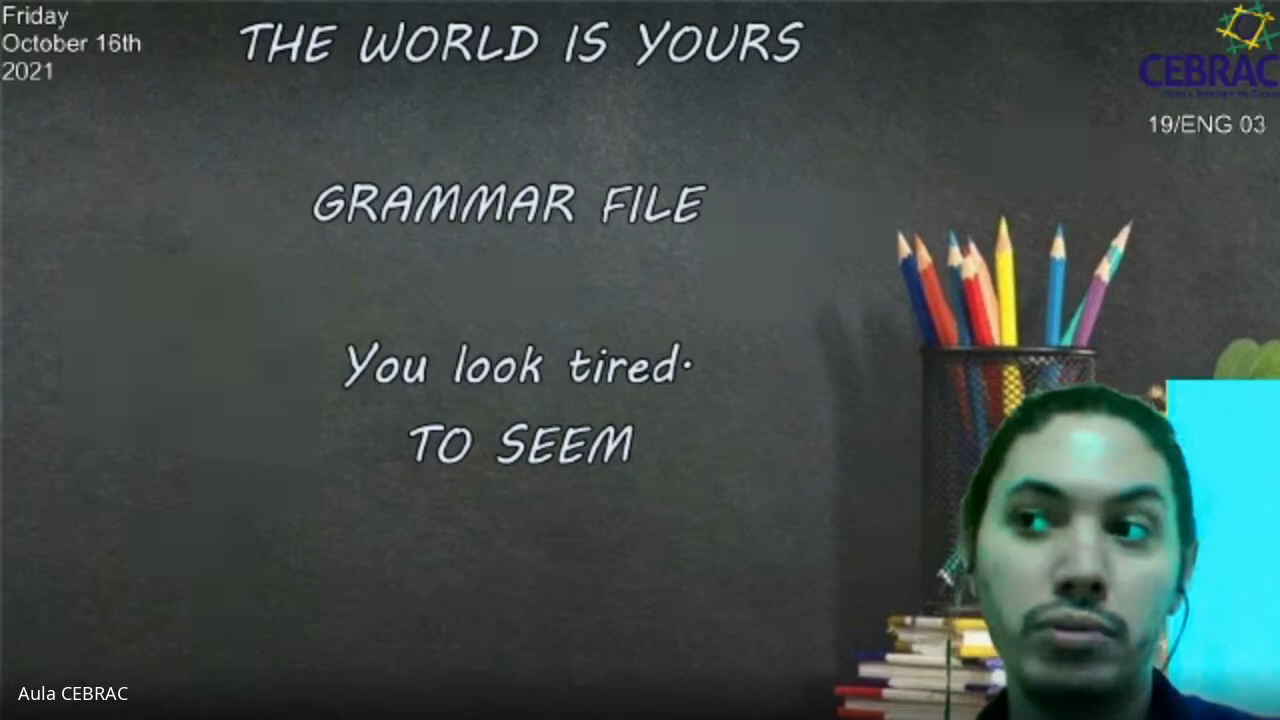 Friday
October 16th
2021
THE WORLD IS YOURS
CEBRAC
19/ENG 03
GRAMMAR FILE
You look tired.
TO SEEM
Aula CEBRAC